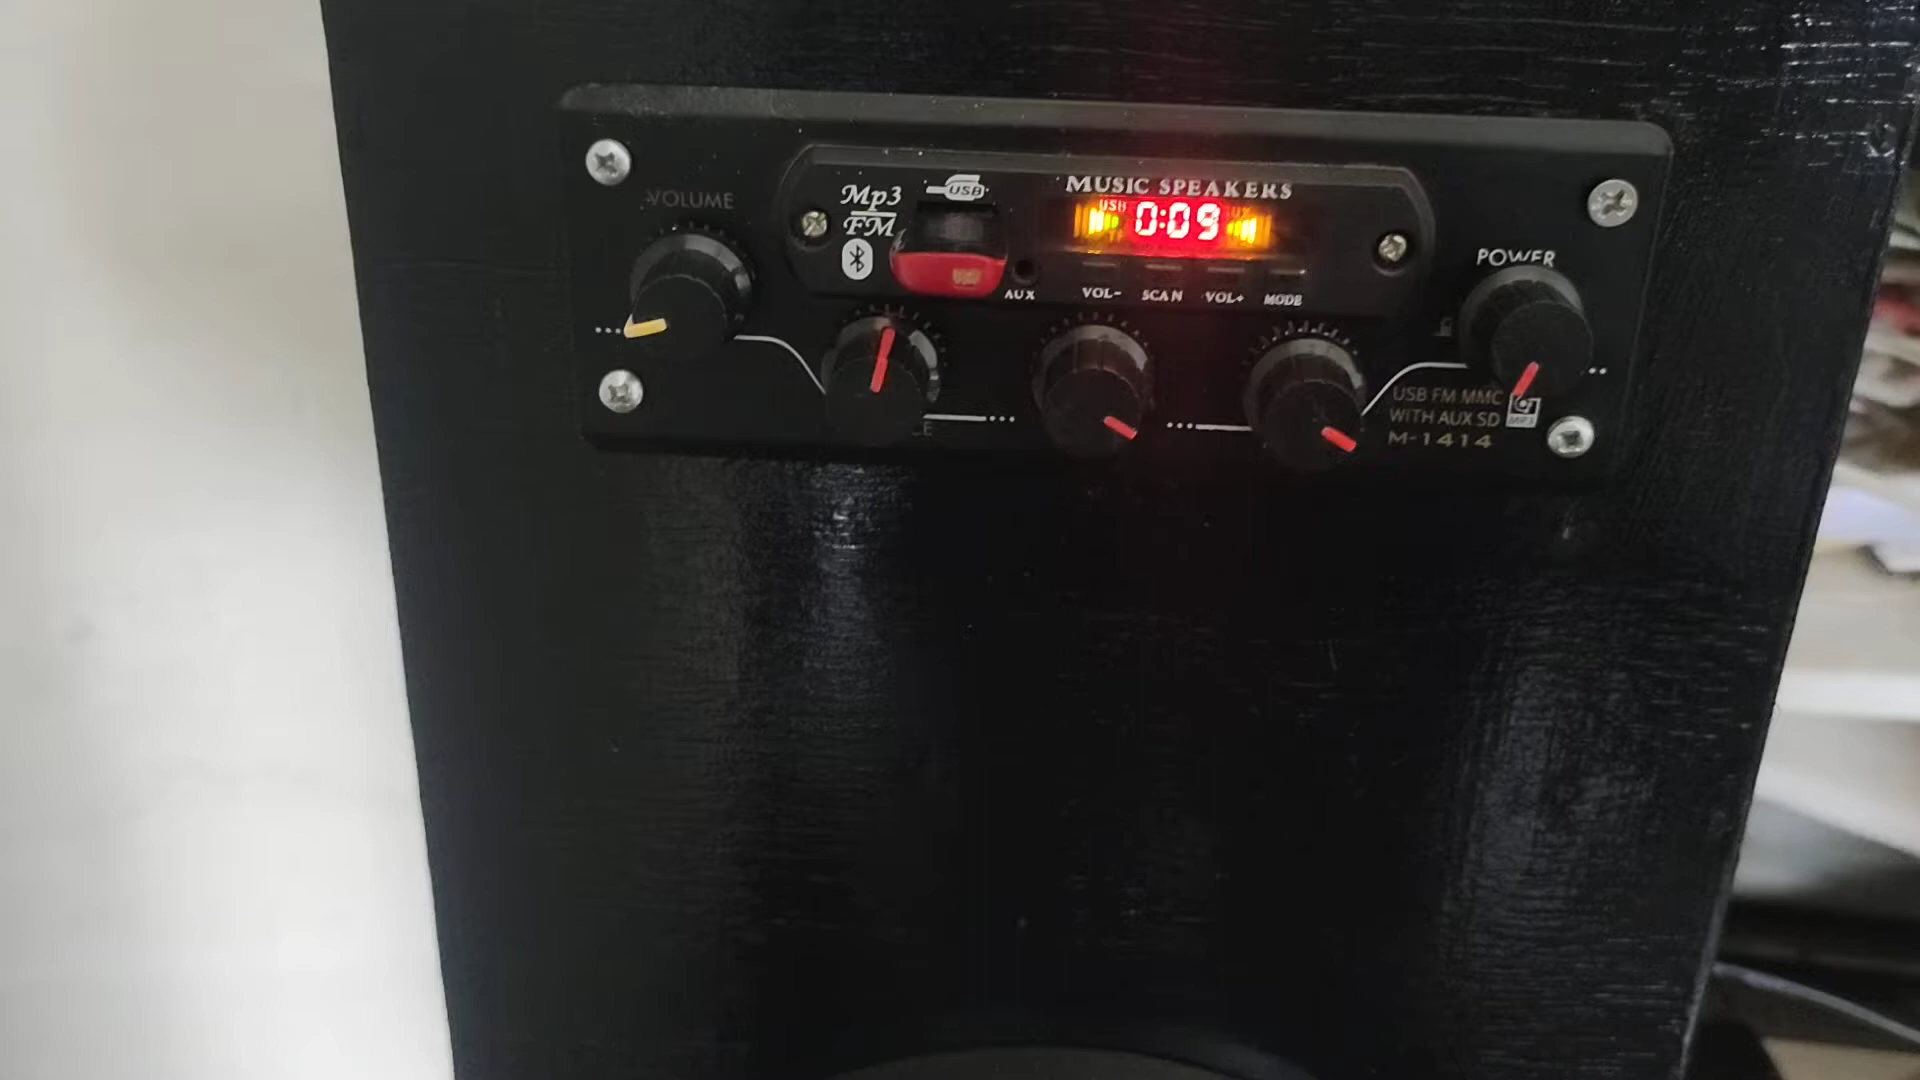 VOLUME
Mp3
FM
USB
MUSIC SPEAKERS
USB
0:09
AUX
VOL-
SCAN
VOL+
MODE
POWER
USB FM MMC
WITH AUX SD
M-1414